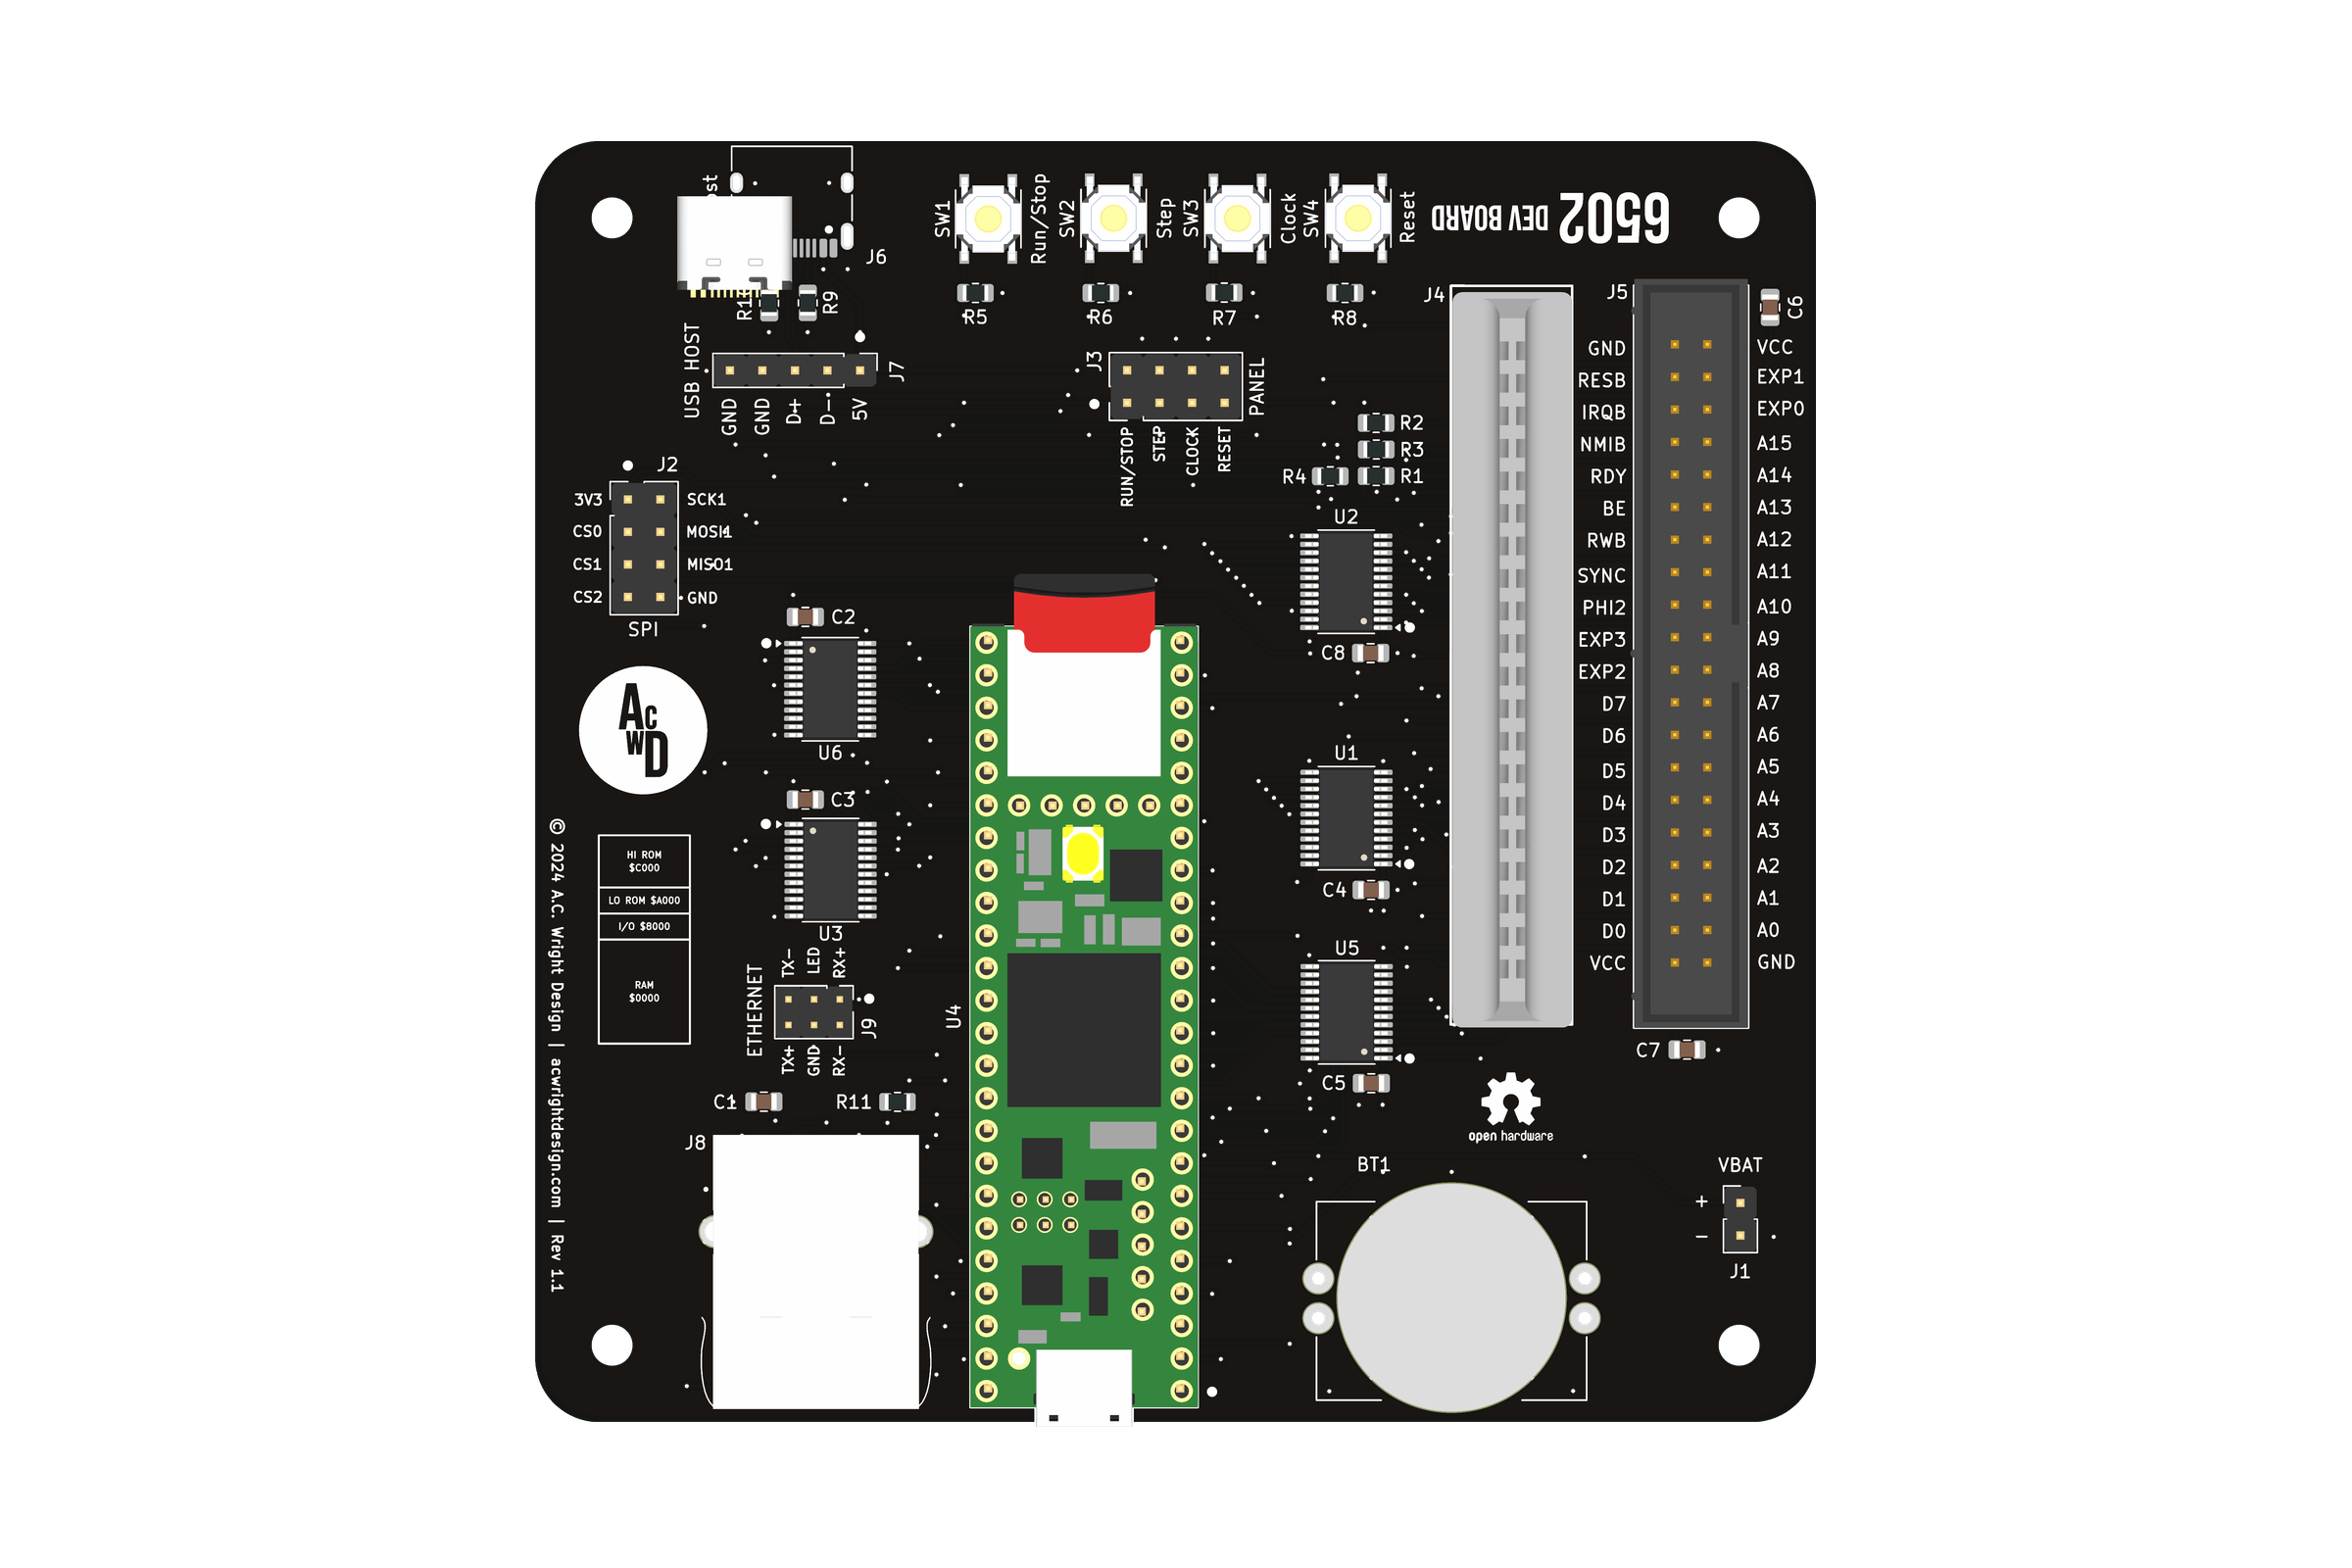 ost
J6
R9
USB HOST
J7
GND
GND
D+
D-
5V
SW1
Run/Stop
SW2
Step
SW3
Clock
SW4
Reset
6502
DEV BOARD
R5
R6
R7
R8
J3
PANEL
RUN/STOP
STEP
CLOCK
RESET
J2
3V3
SCK1
CS0
MOSI1
CS1
MISO1
CS2
GND
SPI
R2
R3
R4
R1
U2
C8
U1
C4
U5
C5
C2
U6
C3
U3
AC
WD
HI ROM
$C000
LO ROM $A000
I/O $8000
RAM
$0000
© 2024 A.C. Wright Design | acwrightdesign.com | Rev 1.1
ETHERNET
TX-
LED
RX+
J9
TX+
GND
RX-
C1
R11
J8
U4
J4
J5
C6
GND
VCC
RESB
EXP1
IRQB
EXP0
NMIB
A15
RDY
A14
BE
A13
RWB
A12
SYNC
A11
PHI2
A10
EXP3
A9
EXP2
A8
D7
A7
D6
A6
D5
A5
D4
A4
D3
A3
D2
A2
D1
A1
D0
A0
VCC
GND
C7
open hardware
BT1
VBAT
+
-
J1